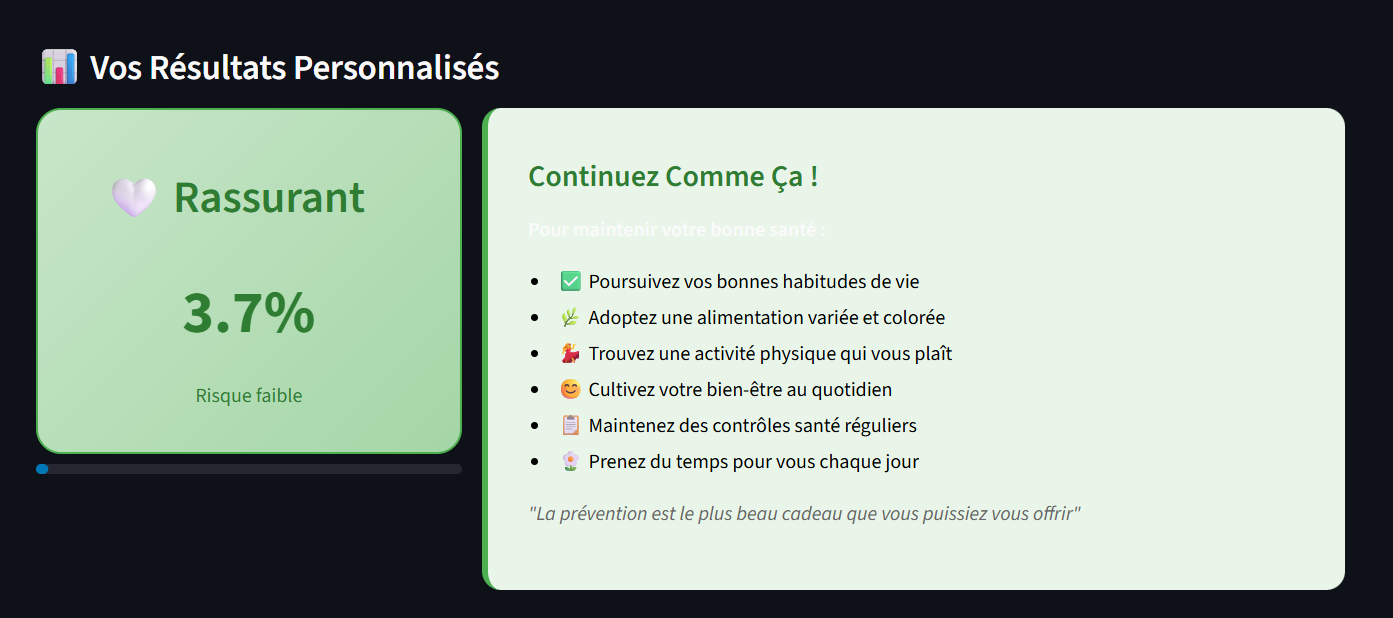 Vos Résultats Personnalisés
Rassurant
3.7%
Risque faible
Continuez Comme Ça !
Pour maintenir votre bonne santé :
Poursuivez vos bonnes habitudes de vie
Adoptez une alimentation variée et colorée
Trouvez une activité physique qui vous plaît
Cultivez votre bien-être au quotidien
Maintenez des contrôles santé réguliers
Prenez du temps pour vous chaque jour
"La prévention est le plus beau cadeau que vous puissiez vous offrir"